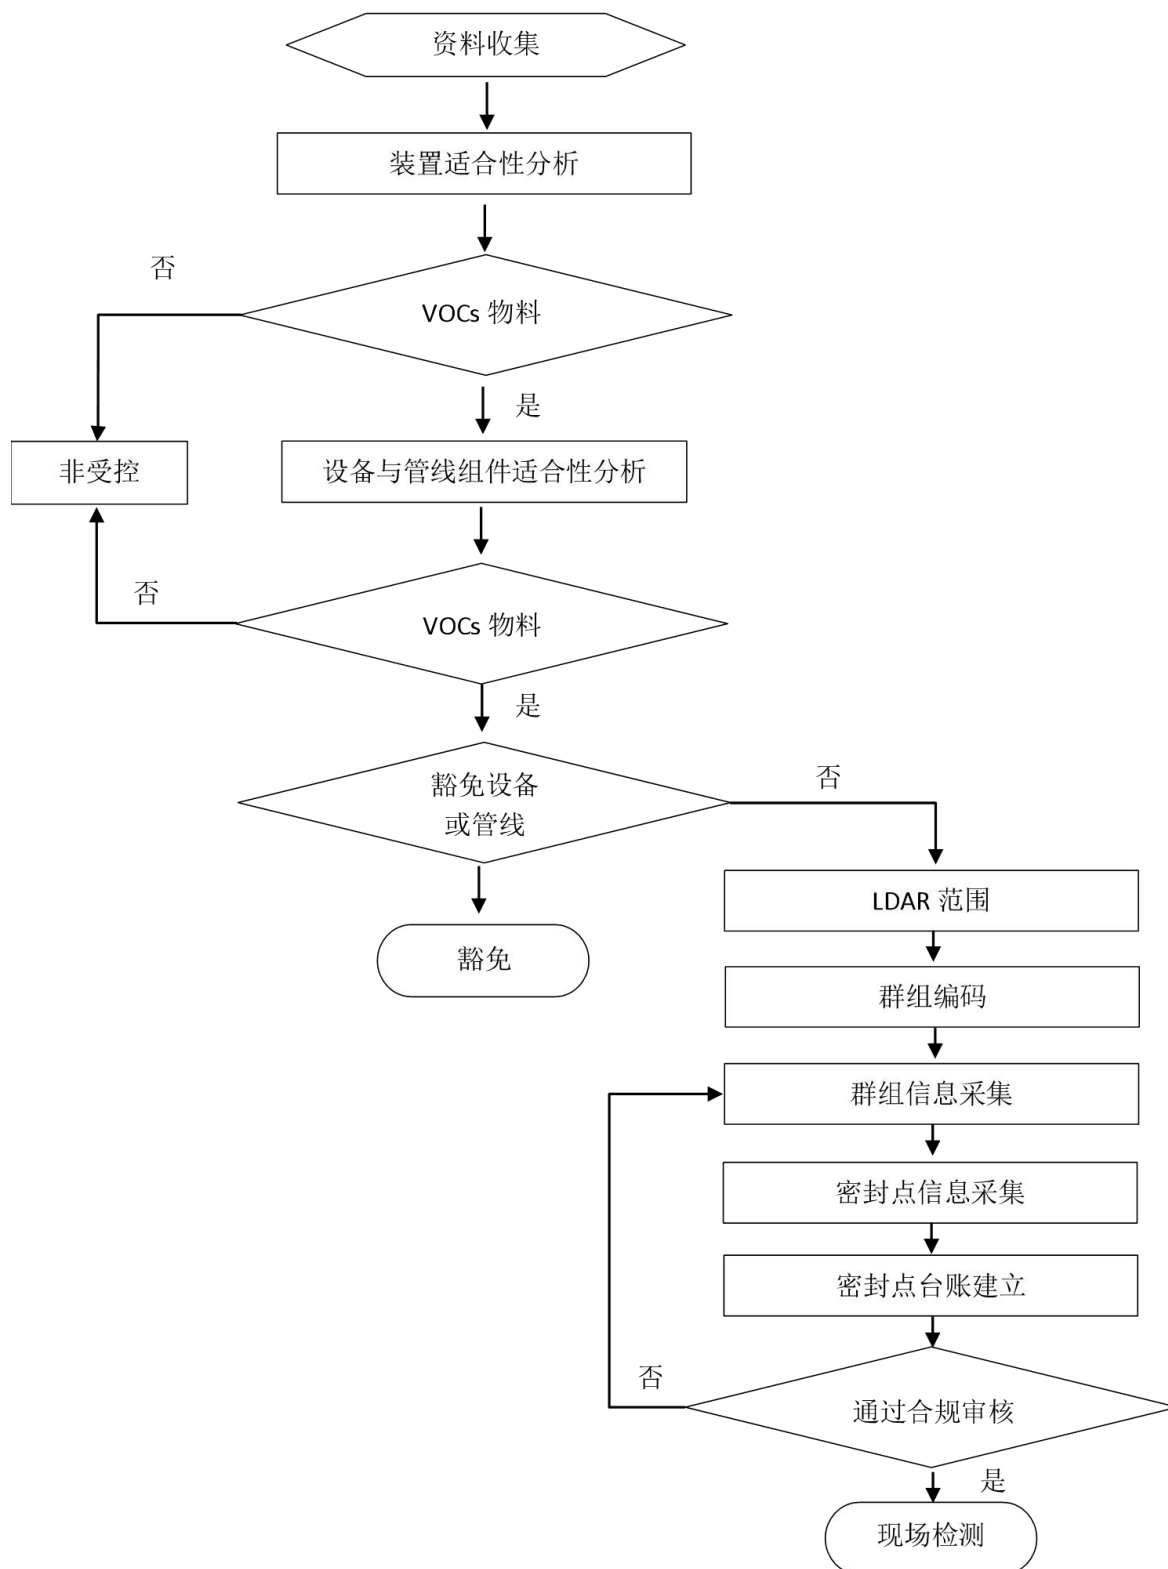 资料收集
装置适合性分析
否
VOCs 物料
是
非受控
设备与管线组件适合性分析
否
VOCs 物料
是
豁免设备
或管线
否
豁免
LDAR 范围
群组编码
群组信息采集
密封点信息采集
密封点台账建立
否
通过合规审核
是
现场检测